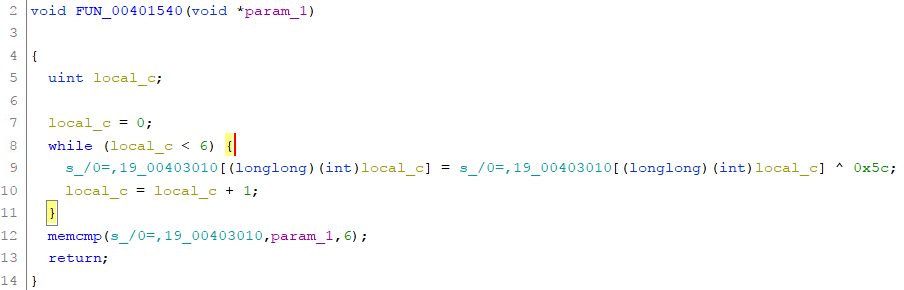 2 void FUN_00401540(void *param_1)
3
4 {
5 uint local_c;
6
7 local_c = 0;
8 while (local_c < 6) {
9 s_/0=,19_00403010[(longlong)(int)local_c] = s_/0=,19_00403010[(longlong)(int)local_c] ^ 0x5c;
10 local_c = local_c + 1;
11 }
12 memcmp(s_/0=,19_00403010,param_1,6);
13 return;
14 }